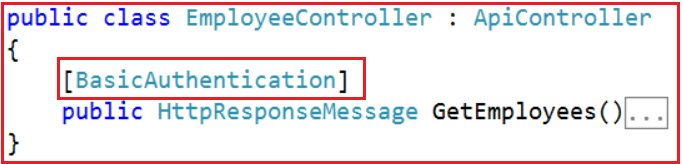 public class EmployeeController : ApiController
{
    [BasicAuthentication]
    public HttpResponseMessage GetEmployees()...
}